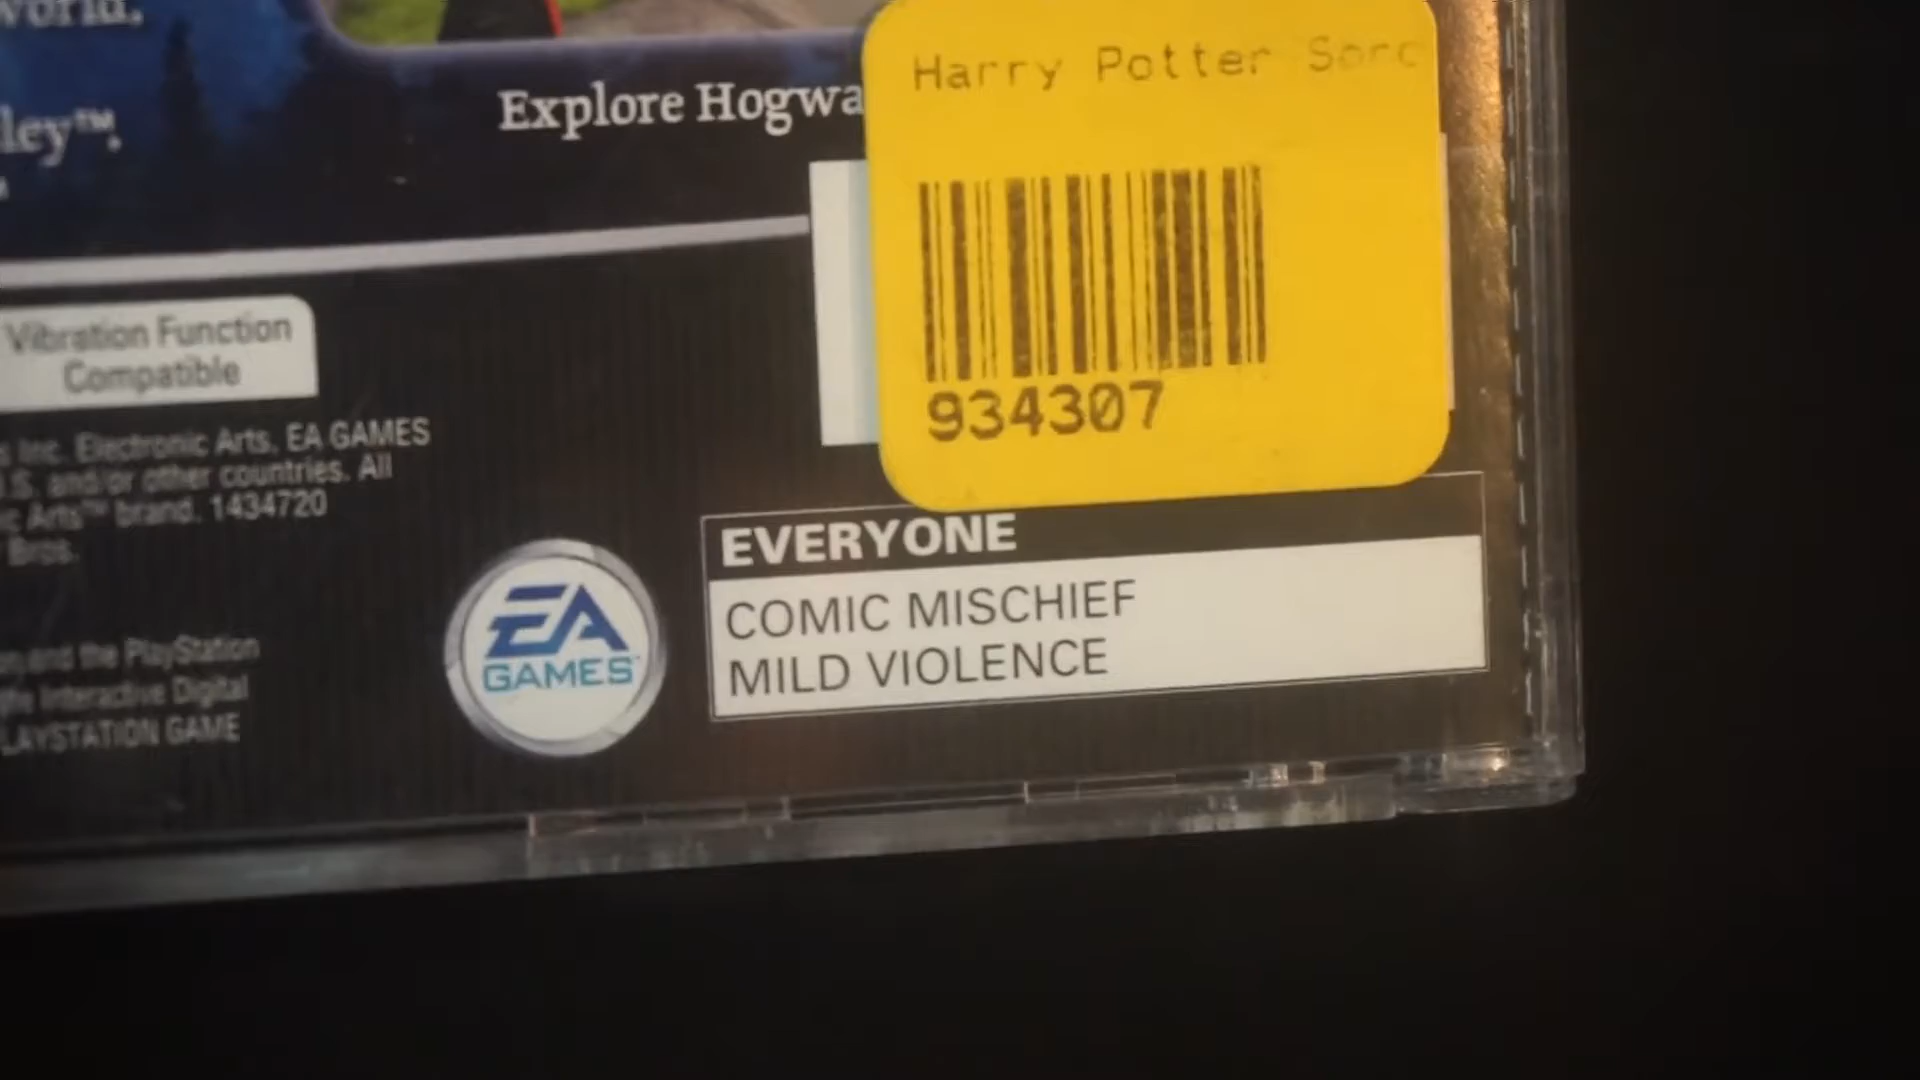 world.
ley™.
Explore Hogwa
Harry Potter Sorc
934307
Vibration Function
Compatible
s Inc. Electronic Arts, EA GAMES
.S. and/or other countries. All
c Arts™ brand. 1434720
Bros.
and the PlayStation
Interactive Digital
LAYSTATION GAME
EA
GAMES
EVERYONE
COMIC MISCHIEF
MILD VIOLENCE